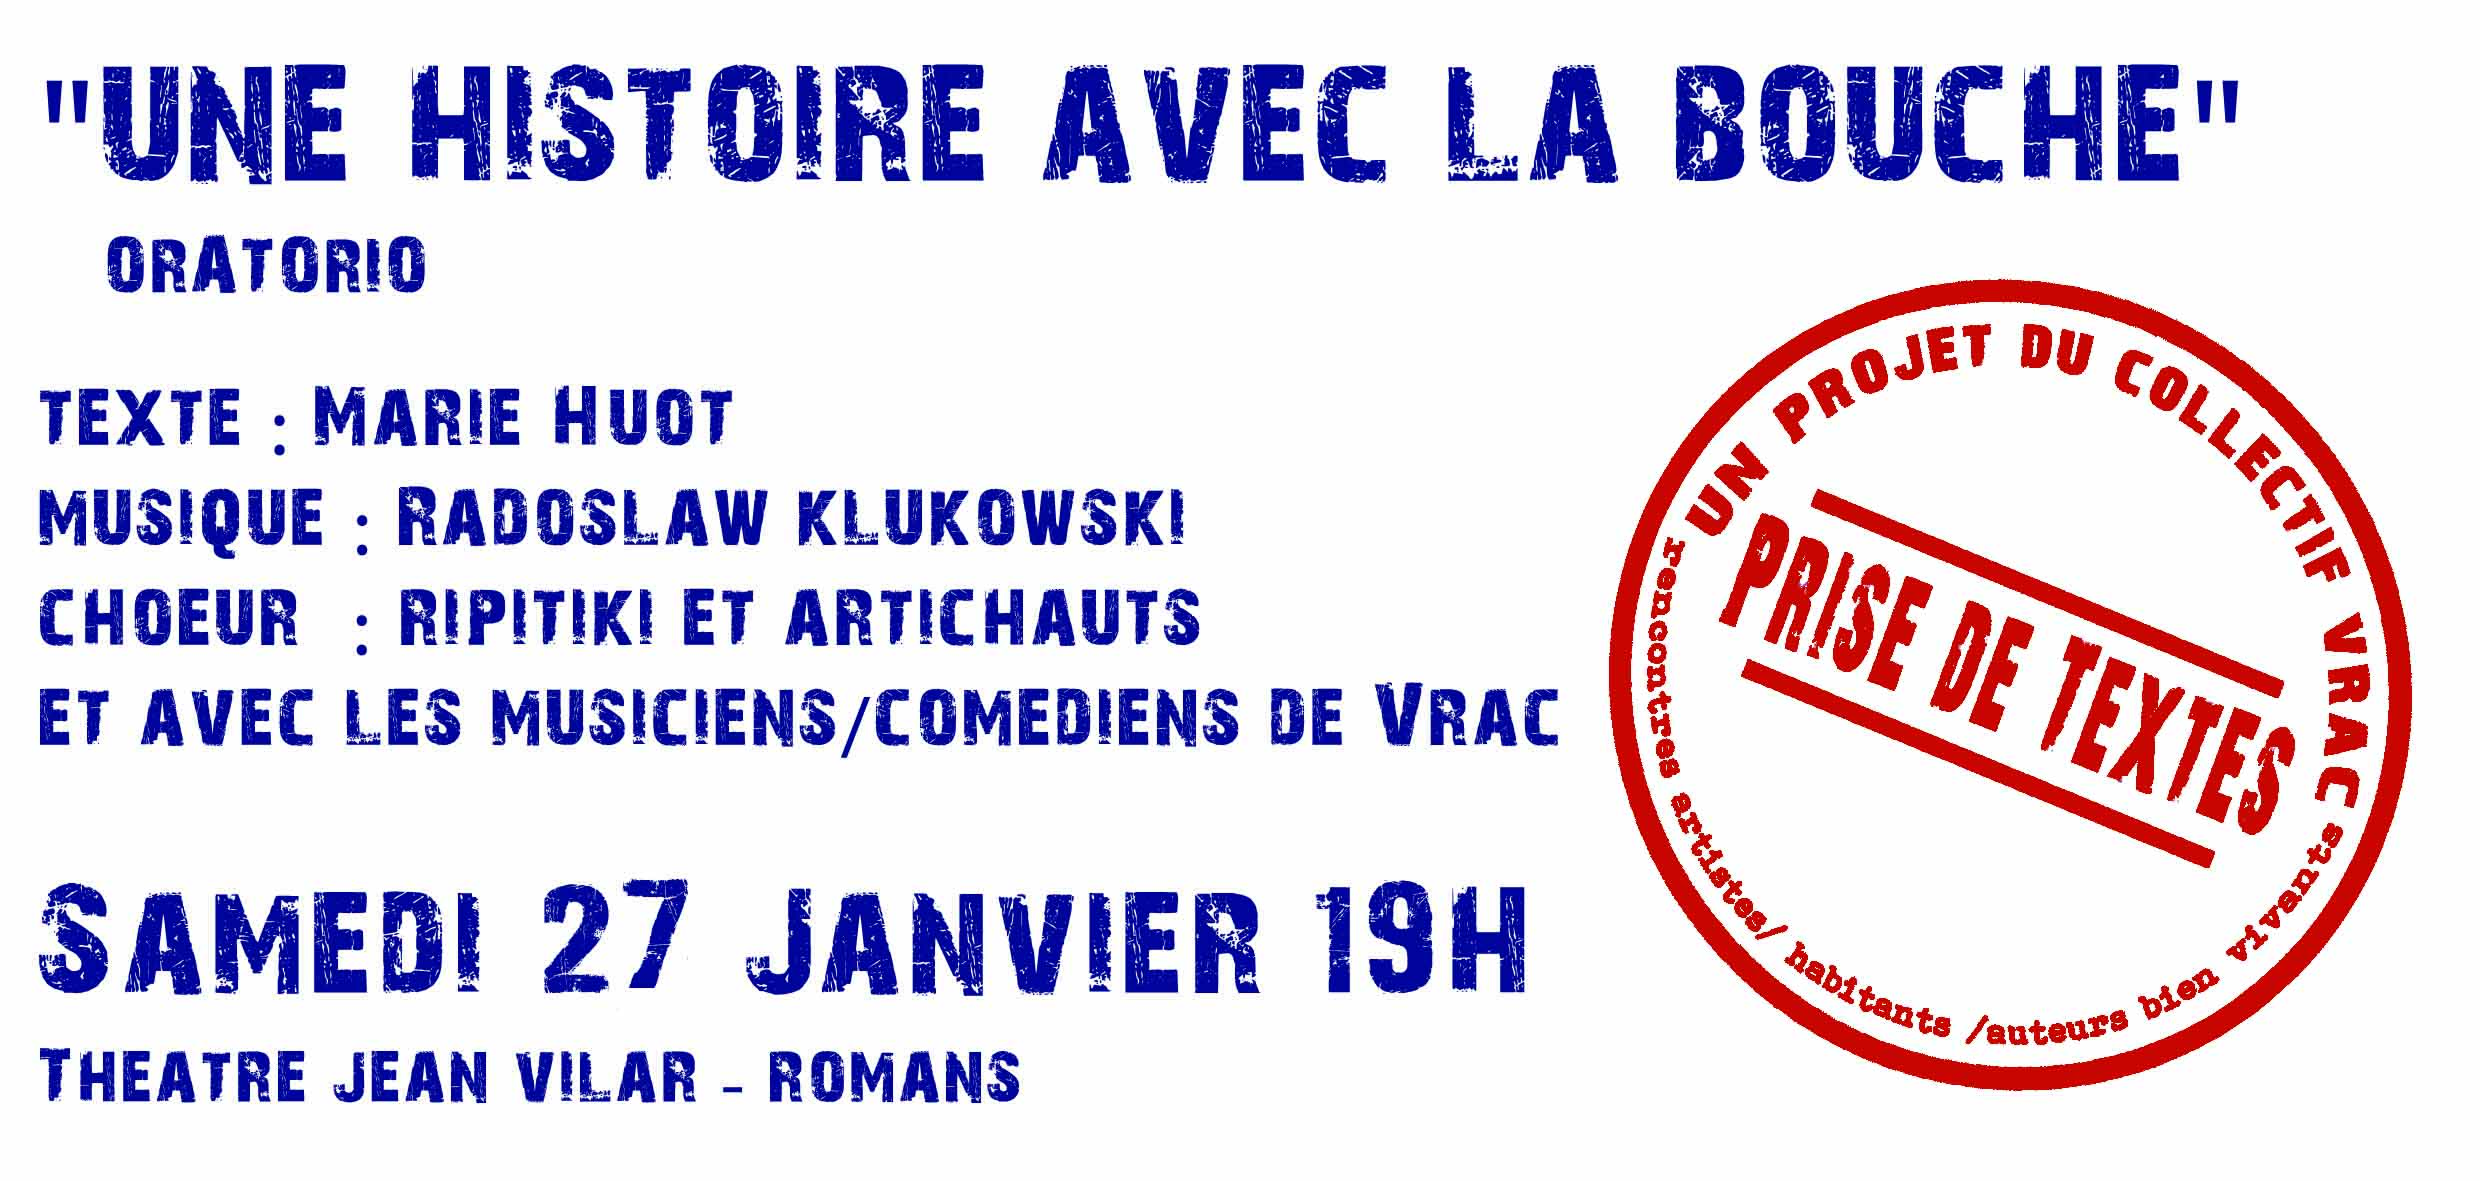 "UNE HISTOIRE AVEC LA BOUCHE"
ORATORIO
TEXTE : MARIE HUOT
MUSIQUE : RADOSLAW KLUKOWSKI
CHOEUR : RIPITIKI ET ARTICHAUTS
ET AVEC LES MUSICIENS/COMEDIENS DE VRAC
SAMEDI 27 JANVIER 19H
THEATRE JEAN VILAR - ROMANS
UN PROJET DU COLLECTIF VRAC
PRISE DE TEXTES
rencontres artistes/ habitants /auteurs bien vivants